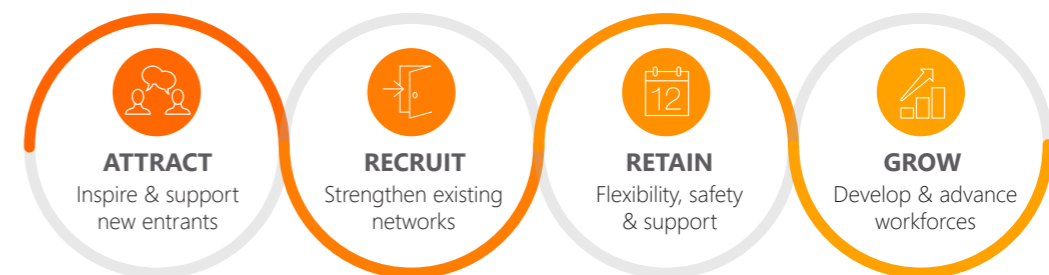 12
ATTRACT
Inspire & support
new entrants
RECRUIT
Strengthen existing
networks
RETAIN
Flexibility, safety
& support
GROW
Develop & advance
workforces